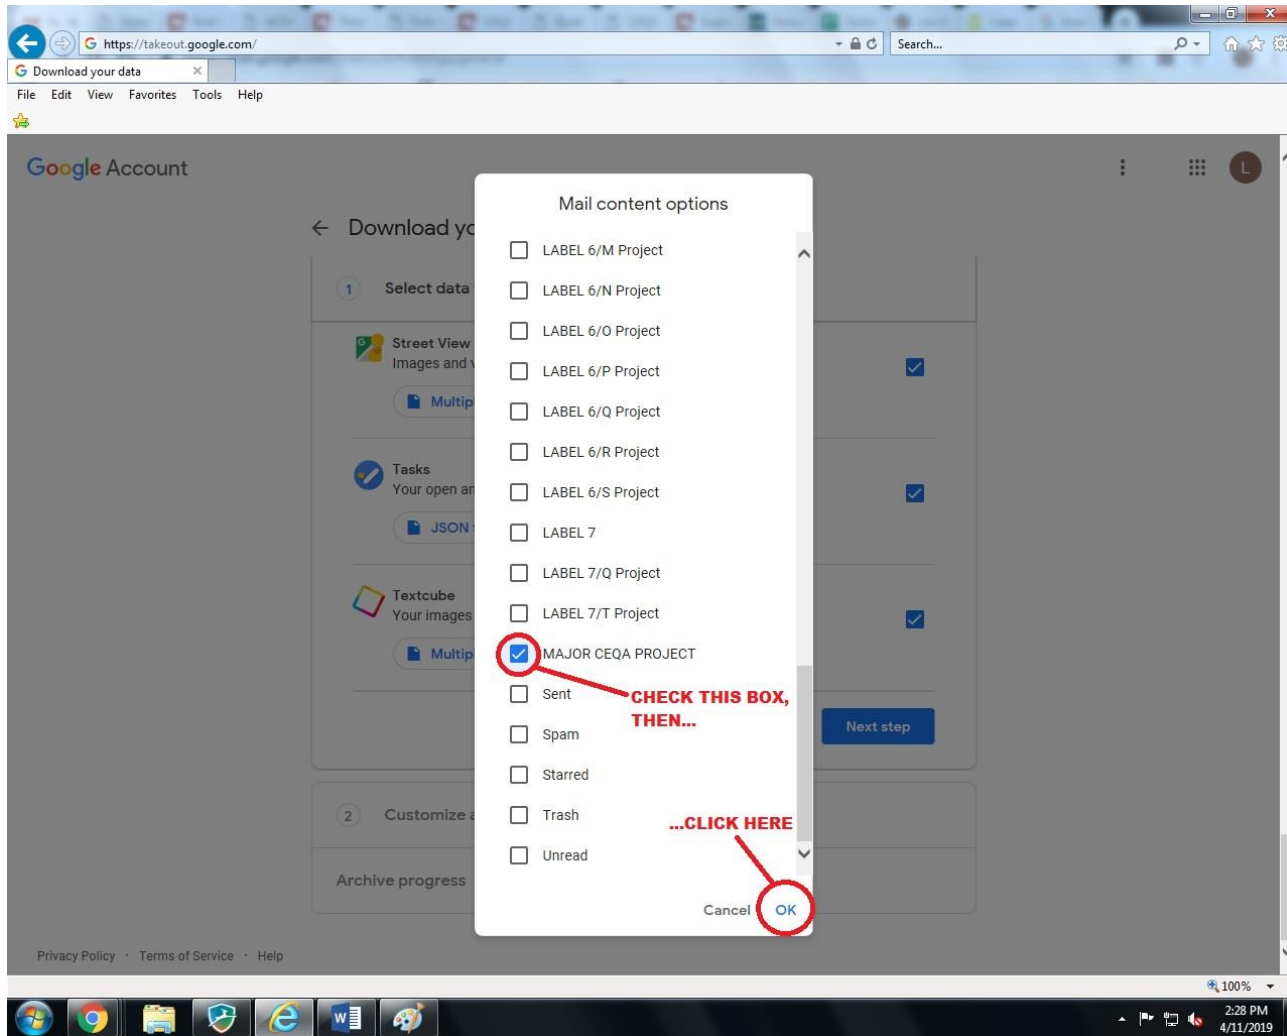 https://takeout.google.com/
Search...
Download your data
File Edit View Favorites Tools Help
Google Account
L
Mail content options
Download yo
LABEL 6/M Project
1 Select data
LABEL 6/N Project
LABEL 6/O Project
Street View
Images and v
LABEL 6/P Project
Multip
LABEL 6/Q Project
LABEL 6/R Project
Tasks
Your open an
LABEL 6/S Project
JSON
LABEL 7
LABEL 7/Q Project
Textcube
Your images
LABEL 7/T Project
Multip
MAJOR CEQA PROJECT
Sent
CHECK THIS BOX,
THEN...
Spam
Next step
Starred
2 Customize a
Trash
...CLICK HERE
Unread
Archive progress
Cancel OK
Privacy Policy · Terms of Service · Help
100%
2:28 PM
4/11/2019